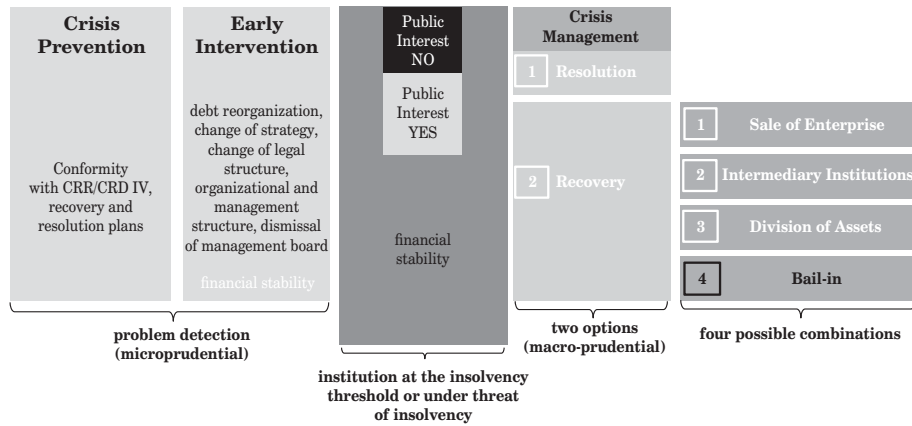 Crisis
Prevention
Conformity
with CRR/CRD IV,
recovery and
resolution plans
Early
Intervention
debt reorganization,
change of strategy,
change of legal
structure,
organizational and
management
structure, dismissal
of management board
financial stability
problem detection
(microprudential)
Public
Interest
NO
Public
Interest
YES
financial
stability
institution at the insolvency
threshold or under threat
of insolvency
Crisis
Management
1 Resolution
2 Recovery
two options
(macro-prudential)
1 Sale of Enterprise
2 Intermediary Institutions
3 Division of Assets
4 Bail-in
four possible combinations